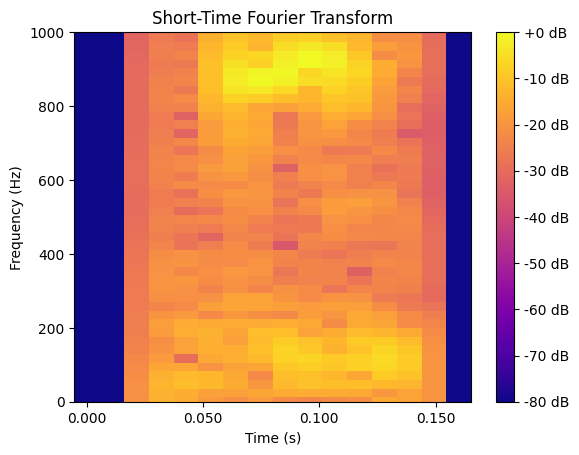 Short-Time Fourier Transform
1000
800
600
400
200
0
Frequency (Hz)
0.000
0.050
0.100
0.150
Time (s)
+0 dB
-10 dB
-20 dB
-30 dB
-40 dB
-50 dB
-60 dB
-70 dB
-80 dB